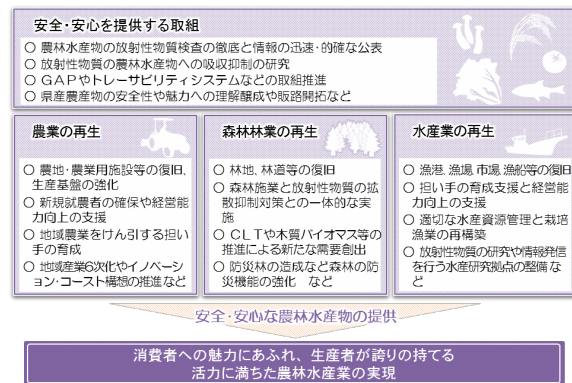 安全・安心を提供する取組
○ 農林水産物の放射性物質検査の徹底と情報の迅速・的確な公表
○ 放射性物質の農林水産物への吸収抑制の研究
○ GAPやトレーサビリティシステムなどの取組推進
○ 県産農産物の安全性や魅力への理解醸成や販路開拓など
農業の再生
○ 農地・農業用施設等の復旧、
生産基盤の強化
○ 新規就農者の確保や経営能
力向上の支援
○ 地域農業をけん引する担い
手の育成
○ 地域産業6次化やイノベーシ
ョン・コースト構想の推進など
森林林業の再生
○ 林地、林道等の復旧
○ 森林施業と放射性物質の拡
散抑制対策との一体的な実
施
○ CLTや木質バイオマス等の
推進による新たな需要創出
○ 防災林の造成など森林の防
災機能の強化 など
水産業の再生
○ 漁港、漁場、市場、漁船等の復旧
○ 担い手の育成支援と経営能
力向上の支援
○ 適切な水産資源管理と栽培
漁業の再構築
○ 放射性物質の研究や情報発信
を行う水産研究拠点の整備な
ど
安全・安心な農林水産物の提供
消費者への魅力にあふれ、生産者が誇りの持てる
活力に満ちた農林水産業の実現